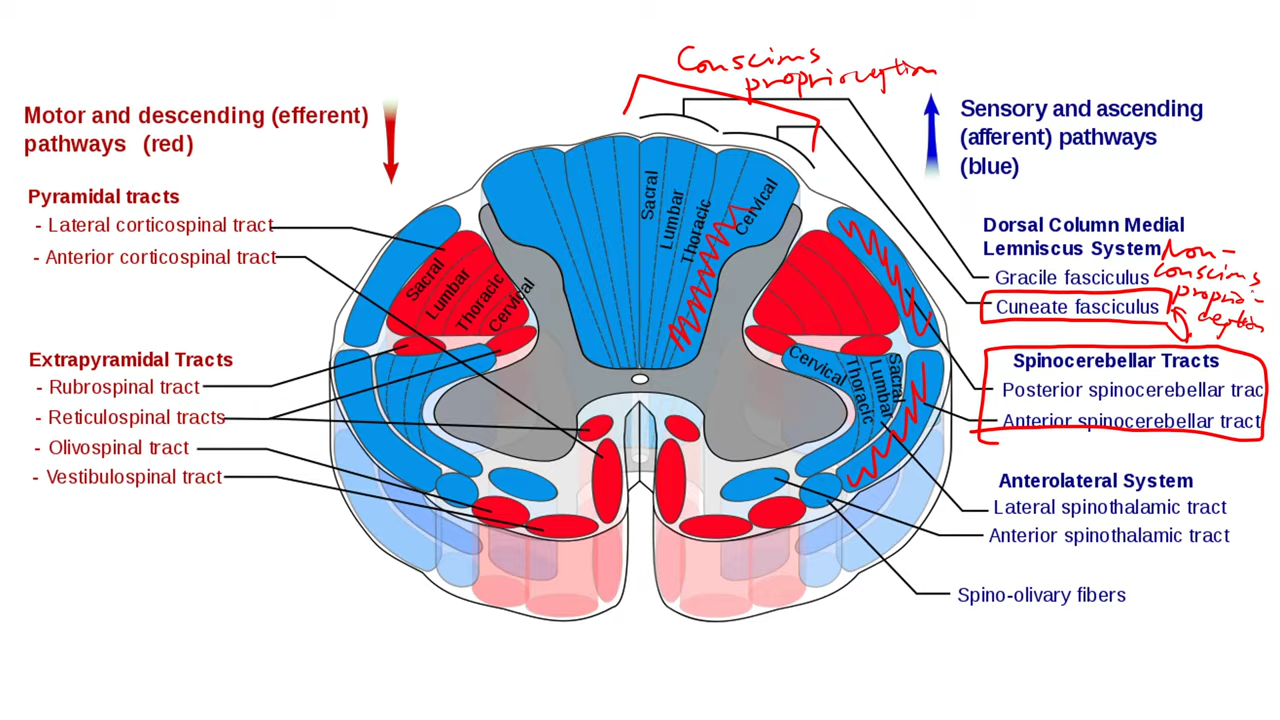 Conscious
proprioception
Motor and descending (efferent)
pathways (red)
Sensory and ascending
(afferent) pathways
(blue)
Pyramidal tracts
- Lateral corticospinal tract
- Anterior corticospinal tract
Extrapyramidal Tracts
- Rubrospinal tract
- Reticulospinal tracts
- Olivospinal tract
- Vestibulospinal tract
Sacral
Lumbar
Thoracic
Cervical
Sacral
Lumbar
Thoracic
Cervical
Cervical
Thoracic
Lumbar
Sacral
Dorsal Column Medial
Lemniscus System
Gracile fasciculus
Cuneate fasciculus
Non-
conscious
proprio-
ception
Spinocerebellar Tracts
Posterior spinocerebellar trac
Anterior spinocerebellar tract
Anterolateral System
Lateral spinothalamic tract
Anterior spinothalamic tract
Spino-olivary fibers